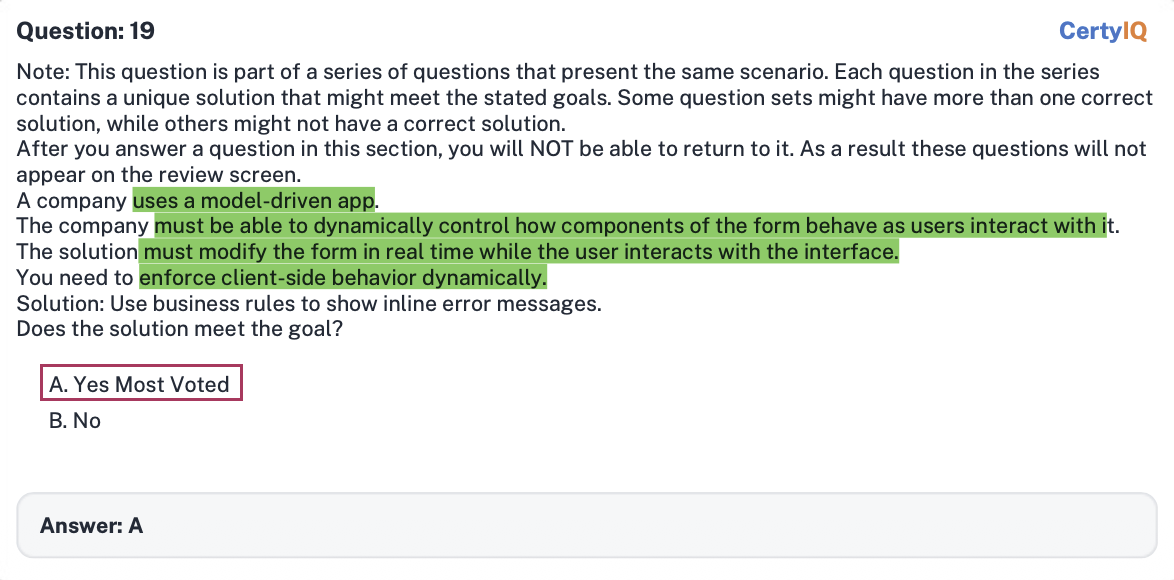 Question: 19
CertyIQ
Note: This question is part of a series of questions that present the same scenario. Each question in the series
contains a unique solution that might meet the stated goals. Some question sets might have more than one correct
solution, while others might not have a correct solution.
After you answer a question in this section, you will NOT be able to return to it. As a result these questions will not
appear on the review screen.
A company uses a model-driven app.
The company must be able to dynamically control how components of the form behave as users interact with it.
The solution must modify the form in real time while the user interacts with the interface.
You need to enforce client-side behavior dynamically.
Solution: Use business rules to show inline error messages.
Does the solution meet the goal?
A. Yes Most Voted
B. No
Answer: A